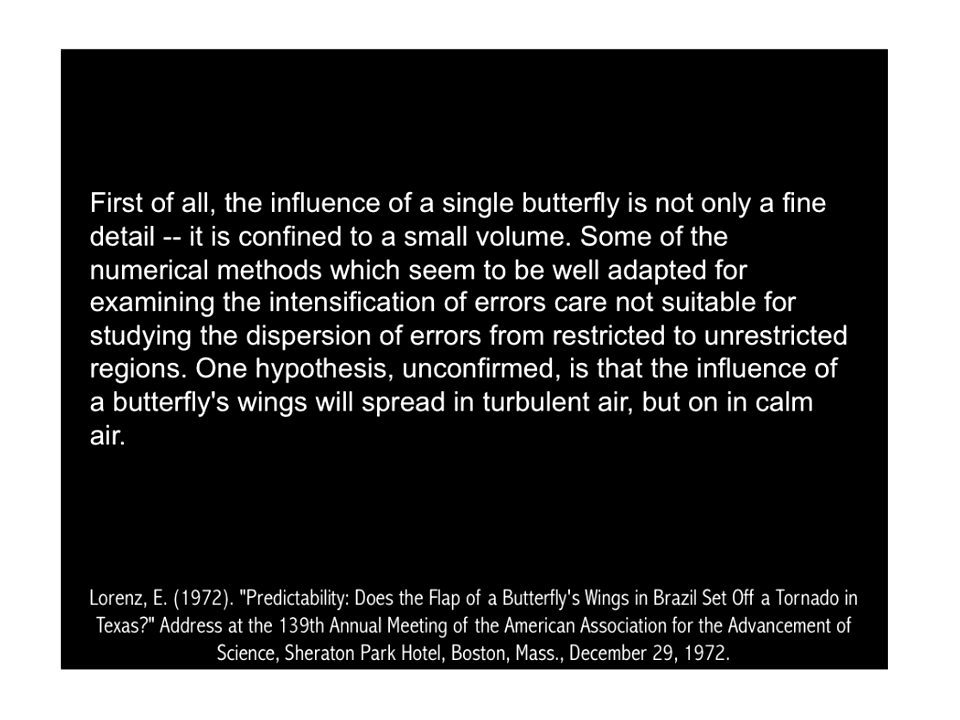 First of all, the influence of a single butterfly is not only a fine
detail -- it is confined to a small volume. Some of the
numerical methods which seem to be well adapted for
examining the intensification of errors care not suitable for
studying the dispersion of errors from restricted to unrestricted
regions. One hypothesis, unconfirmed, is that the influence of
a butterfly's wings will spread in turbulent air, but on in calm
air.
Lorenz, E. (1972). "Predictability: Does the Flap of a Butterfly's Wings in Brazil Set Off a Tornado in
Texas?" Address at the 139th Annual Meeting of the American Association for the Advancement of
Science, Sheraton Park Hotel, Boston, Mass., December 29, 1972.